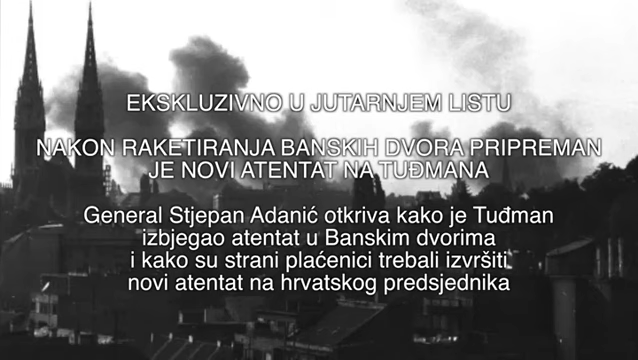 EKSKLUZIVNO U JUTARNJEM LISTU
NAKON RAKETIRANJA BANSKIH DVORA PRIPREMAN
JE NOVI ATENTAT NA TUĐMANA
General Stjepan Adanić otkriva kako je Tuđman
izbjegao atentat u Banskim dvorima
i kako su strani plaćenici trebali izvršiti
novi atentat na hrvatskog predsjednika